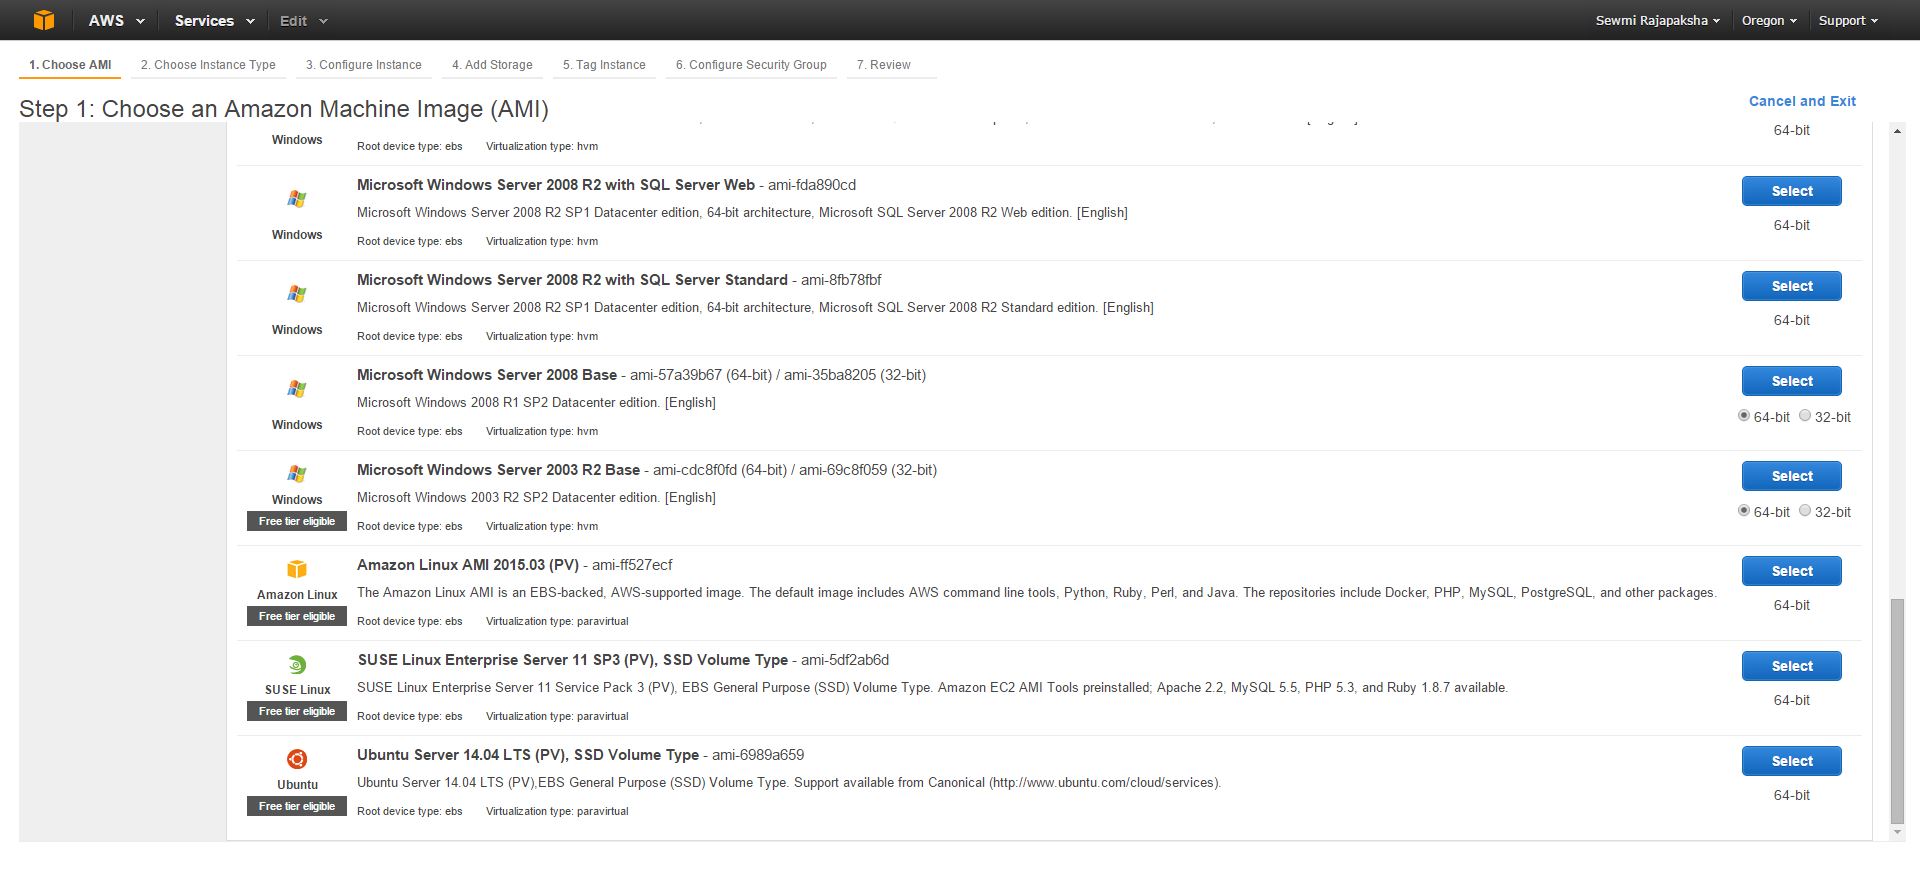 AWS Services Edit Sewmi Rajapaksha Oregon Support
1. Choose AMI 2. Choose Instance Type 3. Configure Instance 4. Add Storage 5. Tag Instance 6. Configure Security Group 7. Review
Step 1: Choose an Amazon Machine Image (AMI)
Cancel and Exit
Windows
Root device type: ebs Virtualization type: hvm
64-bit
Microsoft Windows Server 2008 R2 with SQL Server Web - ami-fda890cd
Microsoft Windows Server 2008 R2 SP1 Datacenter edition, 64-bit architecture, Microsoft SQL Server 2008 R2 Web edition. [English]
Windows
Root device type: ebs Virtualization type: hvm
Select
64-bit
Microsoft Windows Server 2008 R2 with SQL Server Standard - ami-8fb78fbf
Microsoft Windows Server 2008 R2 SP1 Datacenter edition, 64-bit architecture, Microsoft SQL Server 2008 R2 Standard edition. [English]
Windows
Root device type: ebs Virtualization type: hvm
Select
64-bit
Microsoft Windows Server 2008 Base - ami-57a39b67 (64-bit) / ami-35ba8205 (32-bit)
Microsoft Windows 2008 R1 SP2 Datacenter edition. [English]
Windows
Root device type: ebs Virtualization type: hvm
Select
64-bit 32-bit
Microsoft Windows Server 2003 R2 Base - ami-cdc8f0fd (64-bit) / ami-69c8f059 (32-bit)
Microsoft Windows 2003 R2 SP2 Datacenter edition. [English]
Windows
Free tier eligible
Root device type: ebs Virtualization type: hvm
Select
64-bit 32-bit
Amazon Linux AMI 2015.03 (PV) - ami-ff527ecf
The Amazon Linux AMI is an EBS-backed, AWS-supported image. The default image includes AWS command line tools, Python, Ruby, Perl, and Java. The repositories include Docker, PHP, MySQL, PostgreSQL, and other packages.
Amazon Linux
Free tier eligible
Root device type: ebs Virtualization type: paravirtual
Select
64-bit
SUSE Linux Enterprise Server 11 SP3 (PV), SSD Volume Type - ami-5df2ab6d
SUSE Linux Enterprise Server 11 Service Pack 3 (PV), EBS General Purpose (SSD) Volume Type. Amazon EC2 AMI Tools preinstalled; Apache 2.2, MySQL 5.5, PHP 5.3, and Ruby 1.8.7 available.
SUSE Linux
Free tier eligible
Root device type: ebs Virtualization type: paravirtual
Select
64-bit
Ubuntu Server 14.04 LTS (PV), SSD Volume Type - ami-6989a659
Ubuntu Server 14.04 LTS (PV),EBS General Purpose (SSD) Volume Type. Support available from Canonical (http://www.ubuntu.com/cloud/services).
Ubuntu
Free tier eligible
Root device type: ebs Virtualization type: paravirtual
Select
64-bit